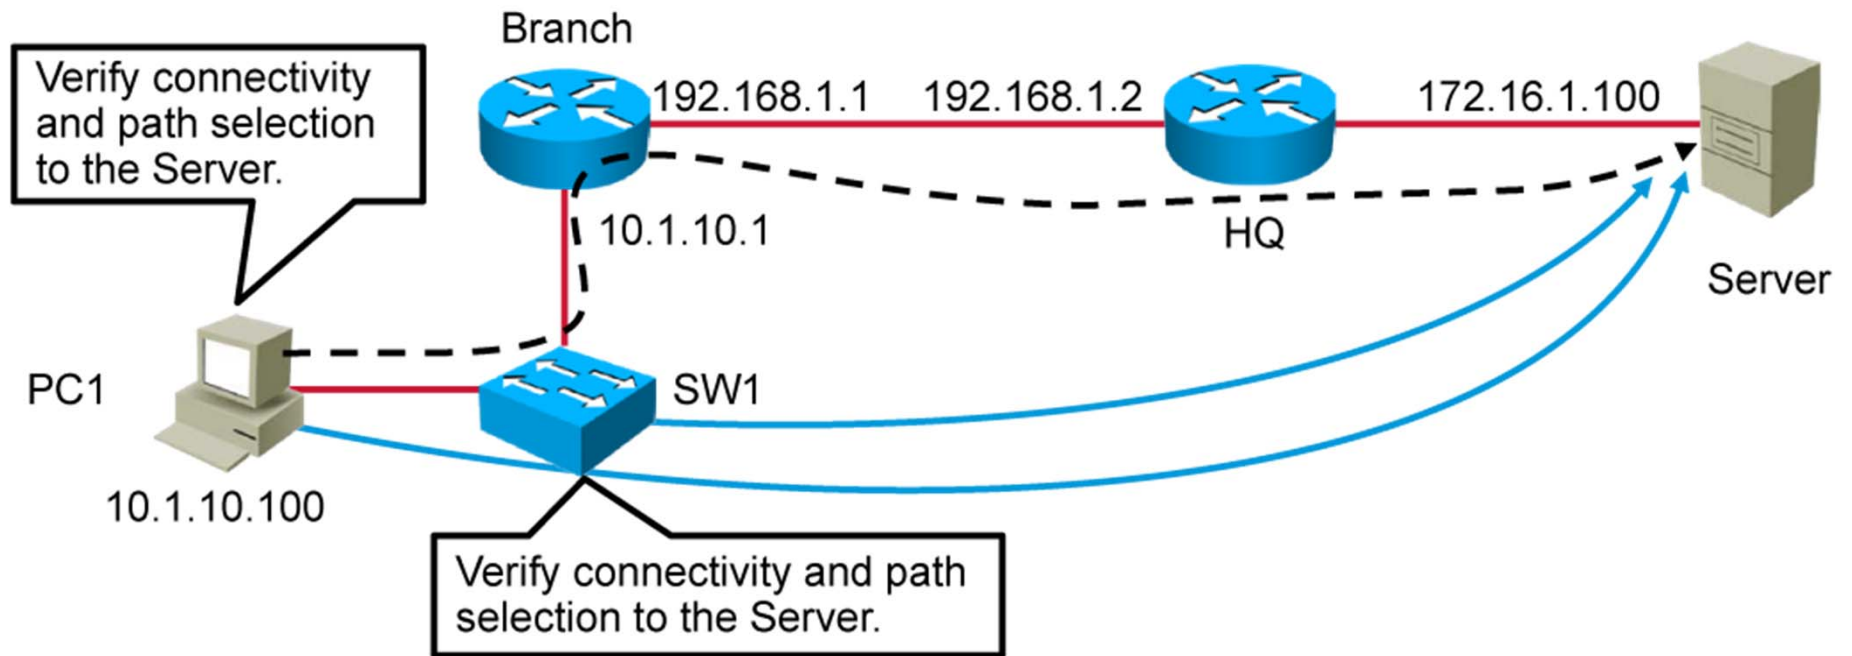 Branch
Verify connectivity
and path selection
to the Server.
192.168.1.1
192.168.1.2
172.16.1.100
10.1.10.1
HQ
Server
PC1
SW1
10.1.10.100
Verify connectivity and path
selection to the Server.